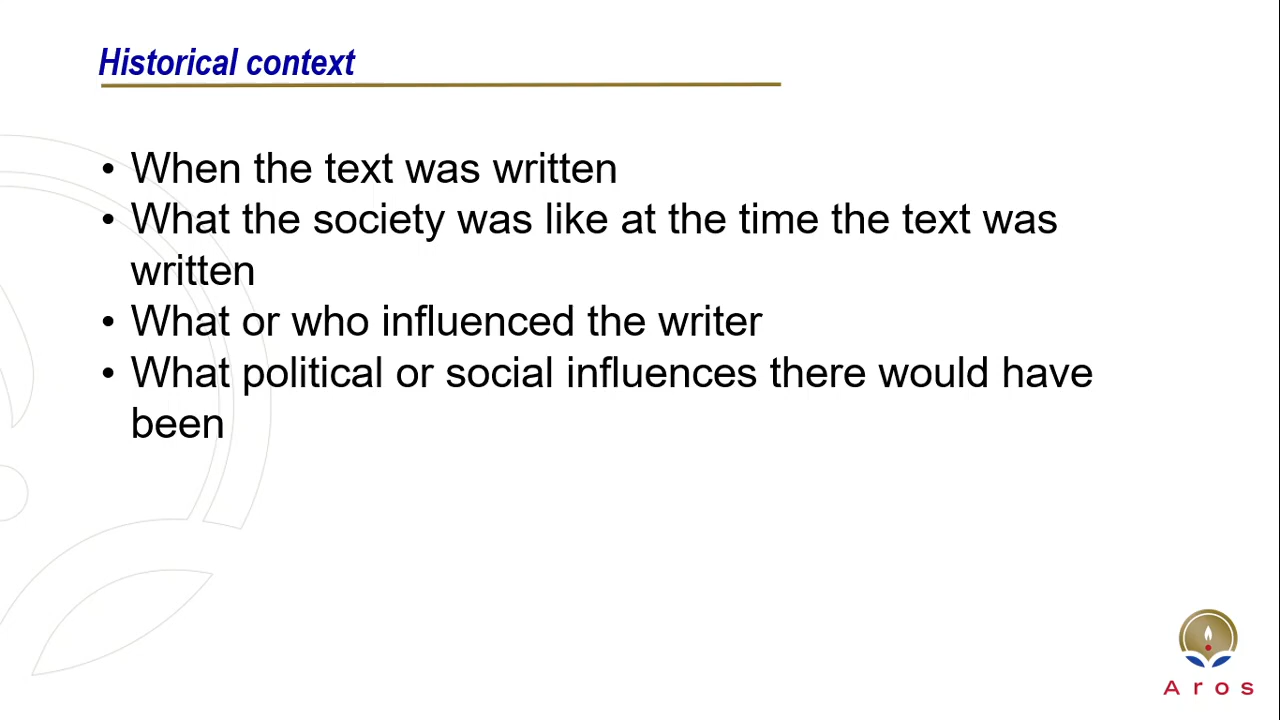 Historical context
• When the text was written
• What the society was like at the time the text was
written
• What or who influenced the writer
• What political or social influences there would have
been
Aros